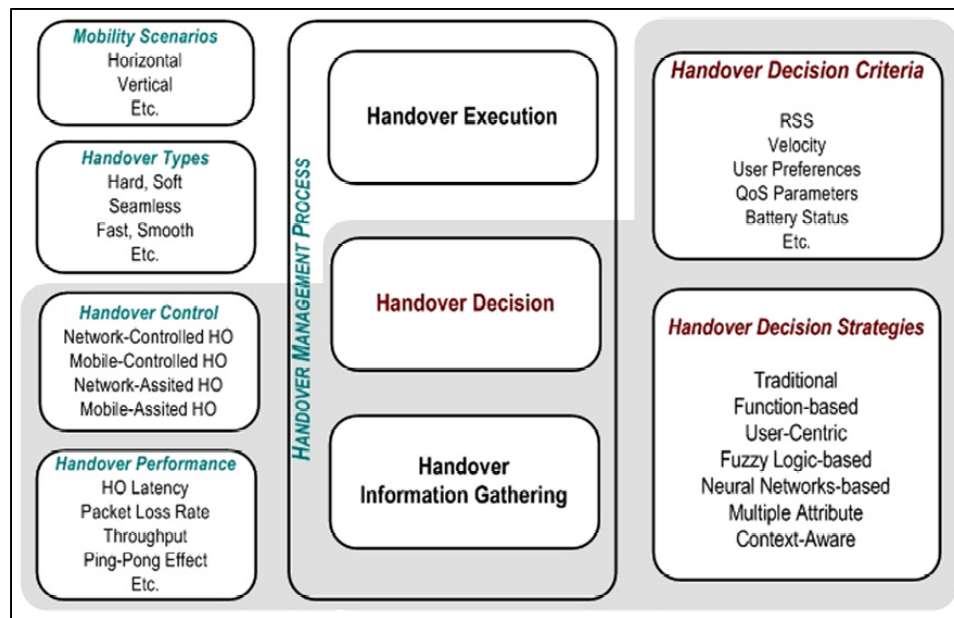 Mobility Scenarios
Horizontal
Vertical
Etc.
Handover Types
Hard, Soft
Seamless
Fast, Smooth
Etc.
Handover Control
Network-Controlled HO
Mobile-Controlled HO
Network-Assited HO
Mobile-Assited HO
Handover Performance
HO Latency
Packet Loss Rate
Throughput
Ping-Pong Effect
Etc.
HANDOVER MANAGEMENT PROCESS
Handover Execution
Handover Decision
Handover
Information Gathering
Handover Decision Criteria
RSS
Velocity
User Preferences
QoS Parameters
Battery Status
Etc.
Handover Decision Strategies
Traditional
Function-based
User-Centric
Fuzzy Logic-based
Neural Networks-based
Multiple Attribute
Context-Aware